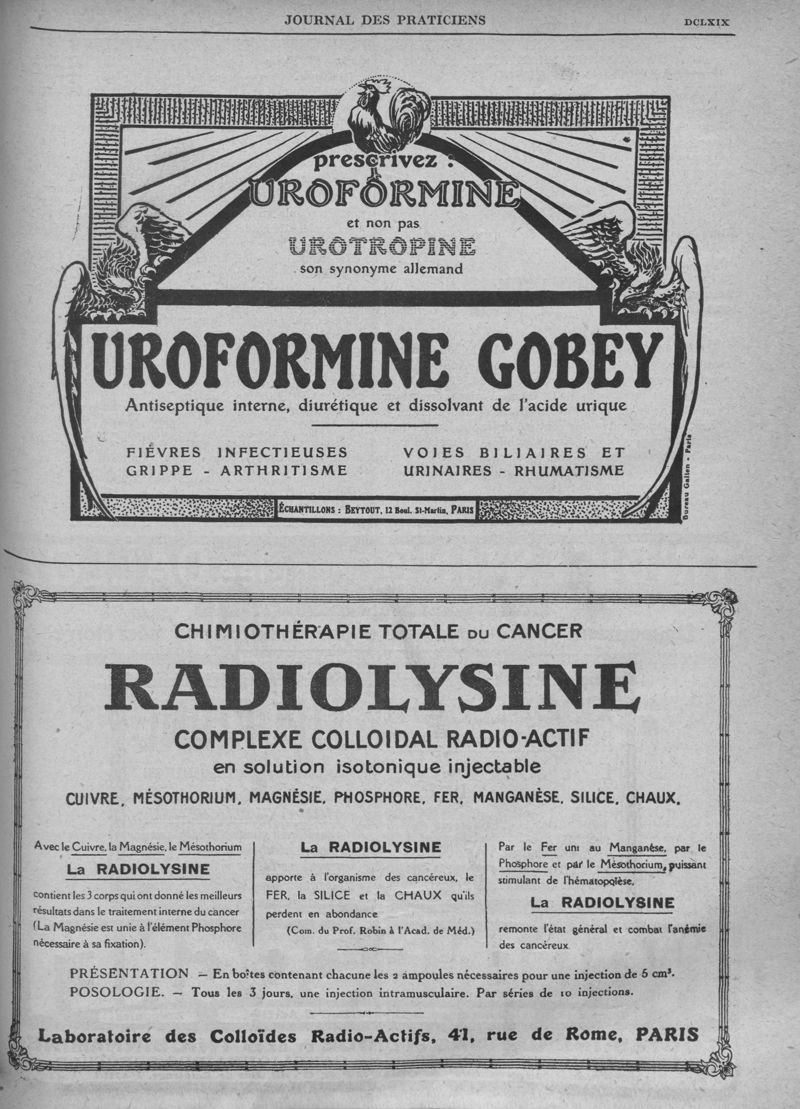 JOURNAL DES PRATICIENS
DCLXIX
prescrivez :
UROFORMINE
et non pas
UROTROPINE
son synonyme allemand
UROFORMINE GOBEY
Antiseptique interne, diurétique et dissolvant de l'acide urique
FIÈVRES INFECTIEUSES
GRIPPE - ARTHRITISME
VOIES BILIAIRES ET
URINAIRES - RHUMATISME
ÉCHANTILLONS : BEYTOUT, 12 Boul. St-Martin, PARIS
Bureau Galien - Paris
CHIMIOTHÉRAPIE TOTALE DU CANCER
RADIOLYSINE
COMPLEXE COLLOIDAL RADIO-ACTIF
en solution isotonique injectable
CUIVRE, MÉSOTHORIUM, MAGNÉSIE, PHOSPHORE, FER, MANGANÈSE, SILICE, CHAUX.
Avec le Cuivre, la Magnésie, le Mésothorium
La RADIOLYSINE
contient les 3 corps qui ont donné les meilleurs
résultats dans le traitement interne du cancer
(La Magnésie est unie à l'élément Phosphore
nécessaire à sa fixation).
La RADIOLYSINE
apporte à l'organisme des cancéreux, le
FER, la SILICE et la CHAUX qu'ils
perdent en abondance
(Com. du Prof. Robin à l'Acad. de Méd.)
Par le Fer uni au Manganèse, par le
Phosphore et par le Mésothorium, puissant
stimulant de l'hématopoïèse,
La RADIOLYSINE
remonte l'état général et combat l'anémie
des cancéreux
PRÉSENTATION — En boîtes contenant chacune les 2 ampoules nécessaires pour une injection de 5 cm³.
POSOLOGIE. — Tous les 3 jours, une injection intramusculaire. Par séries de 10 injections.
Laboratoire des Colloïdes Radio-Actifs, 41, rue de Rome, PARIS